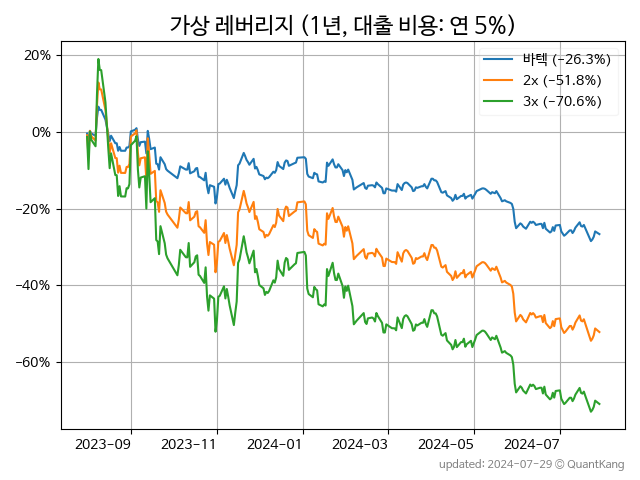 가상 레버리지 (1년, 대출 비용: 연 5%)
바텍 (−26.3%)
2x (−51.8%)
3x (−70.6%)
20%
0%
−20%
−40%
−60%
2023-09 2023-11 2024-01 2024-03 2024-05 2024-07
updated: 2024-07-29 © QuantKang